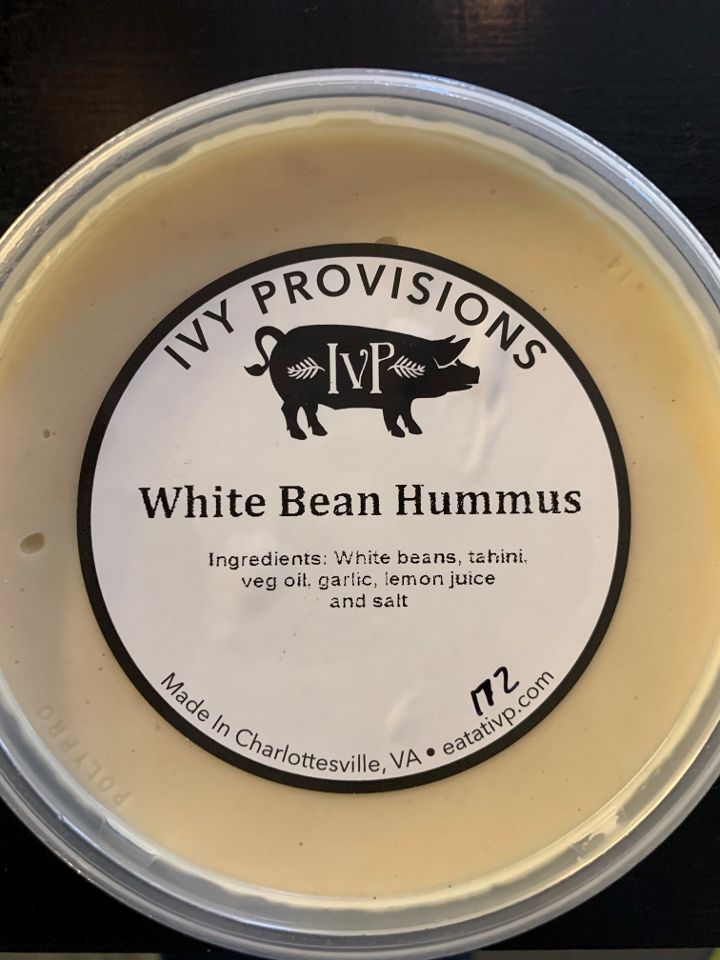 IVY PROVISIONS
IVP
White Bean Hummus
Ingredients: White beans, tahini,
veg oil, garlic, lemon juice
and salt
172
Made In Charlottesville, VA • eatativp.com
POLYPRO